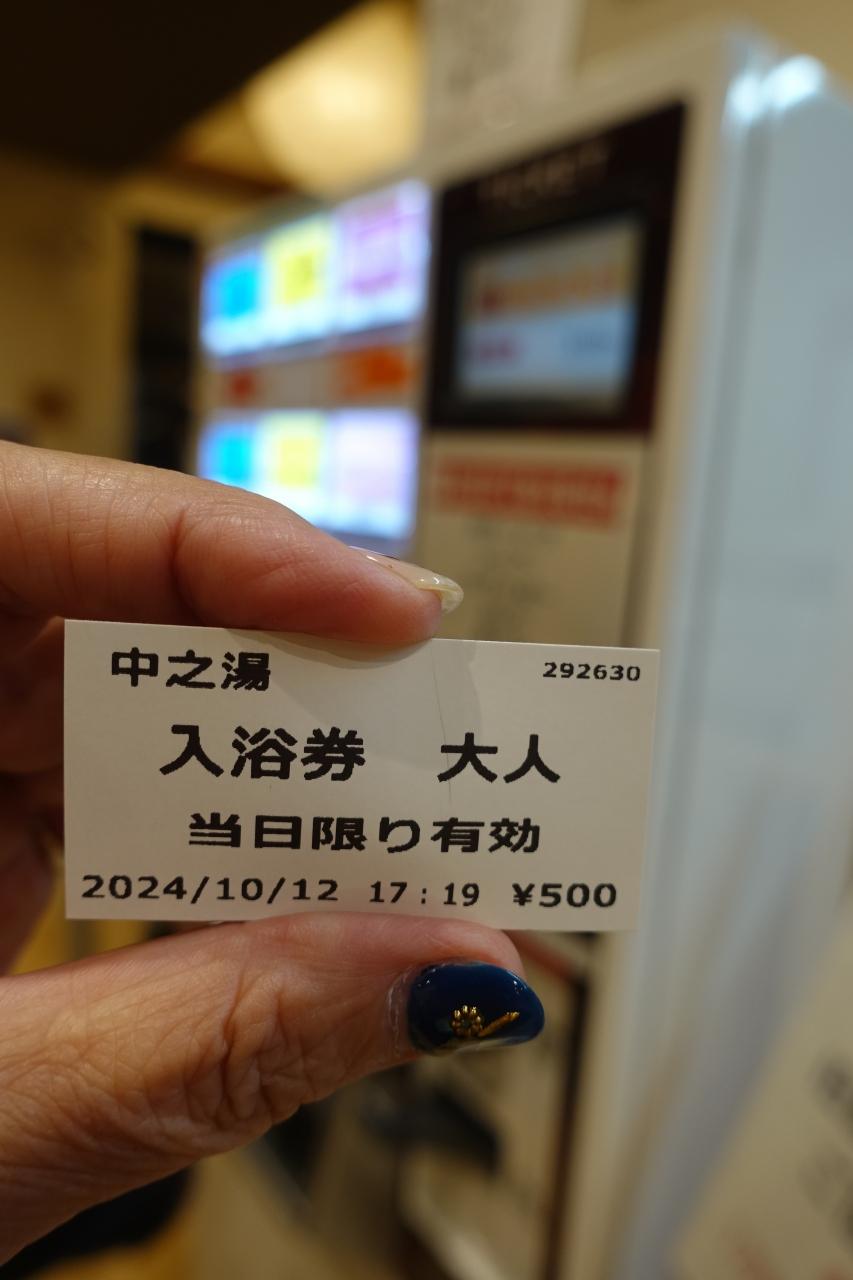 中之湯 292630
入浴券 大人
当日限り有効
2024/10/12 17:19 ¥500